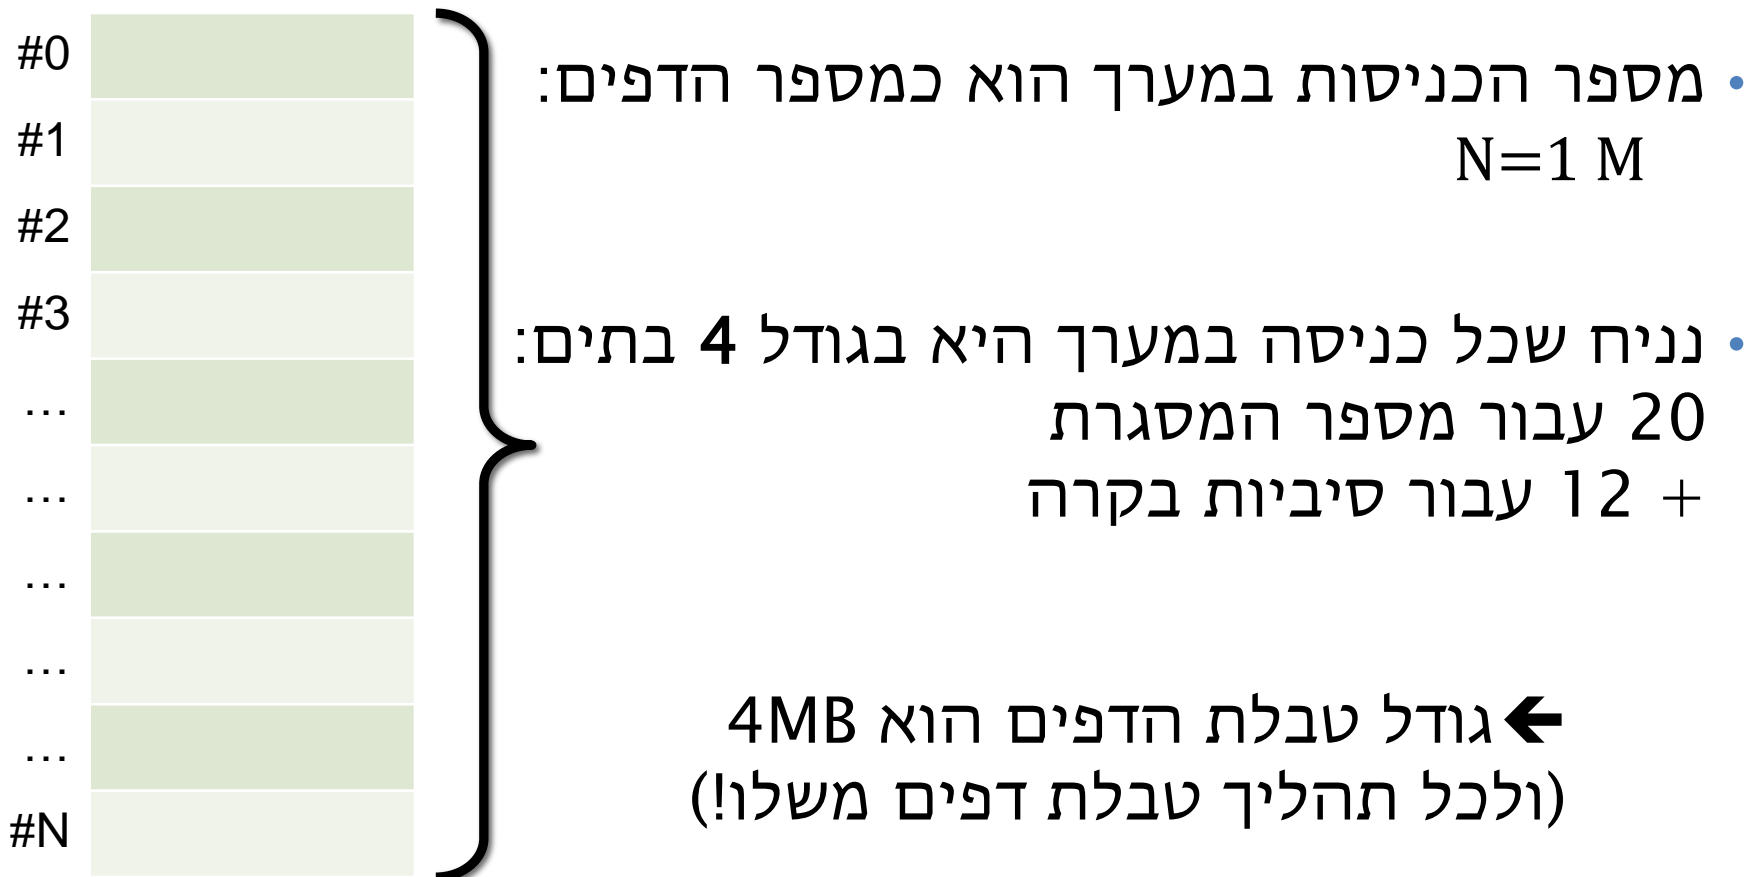 #0
#1
#2
#3
...
...
...
...
...
#N
• מספר הכניסות במערך הוא כמספר הדפים:
N=1 M
• נניח שכל כניסה במערך היא בגודל 4 בתים:
20 עבור מספר המסגרת
+ 12 עבור סיביות בקרה
🡸גודל טבלת הדפים הוא 4MB
(ולכל תהליך טבלת דפים משלו!)